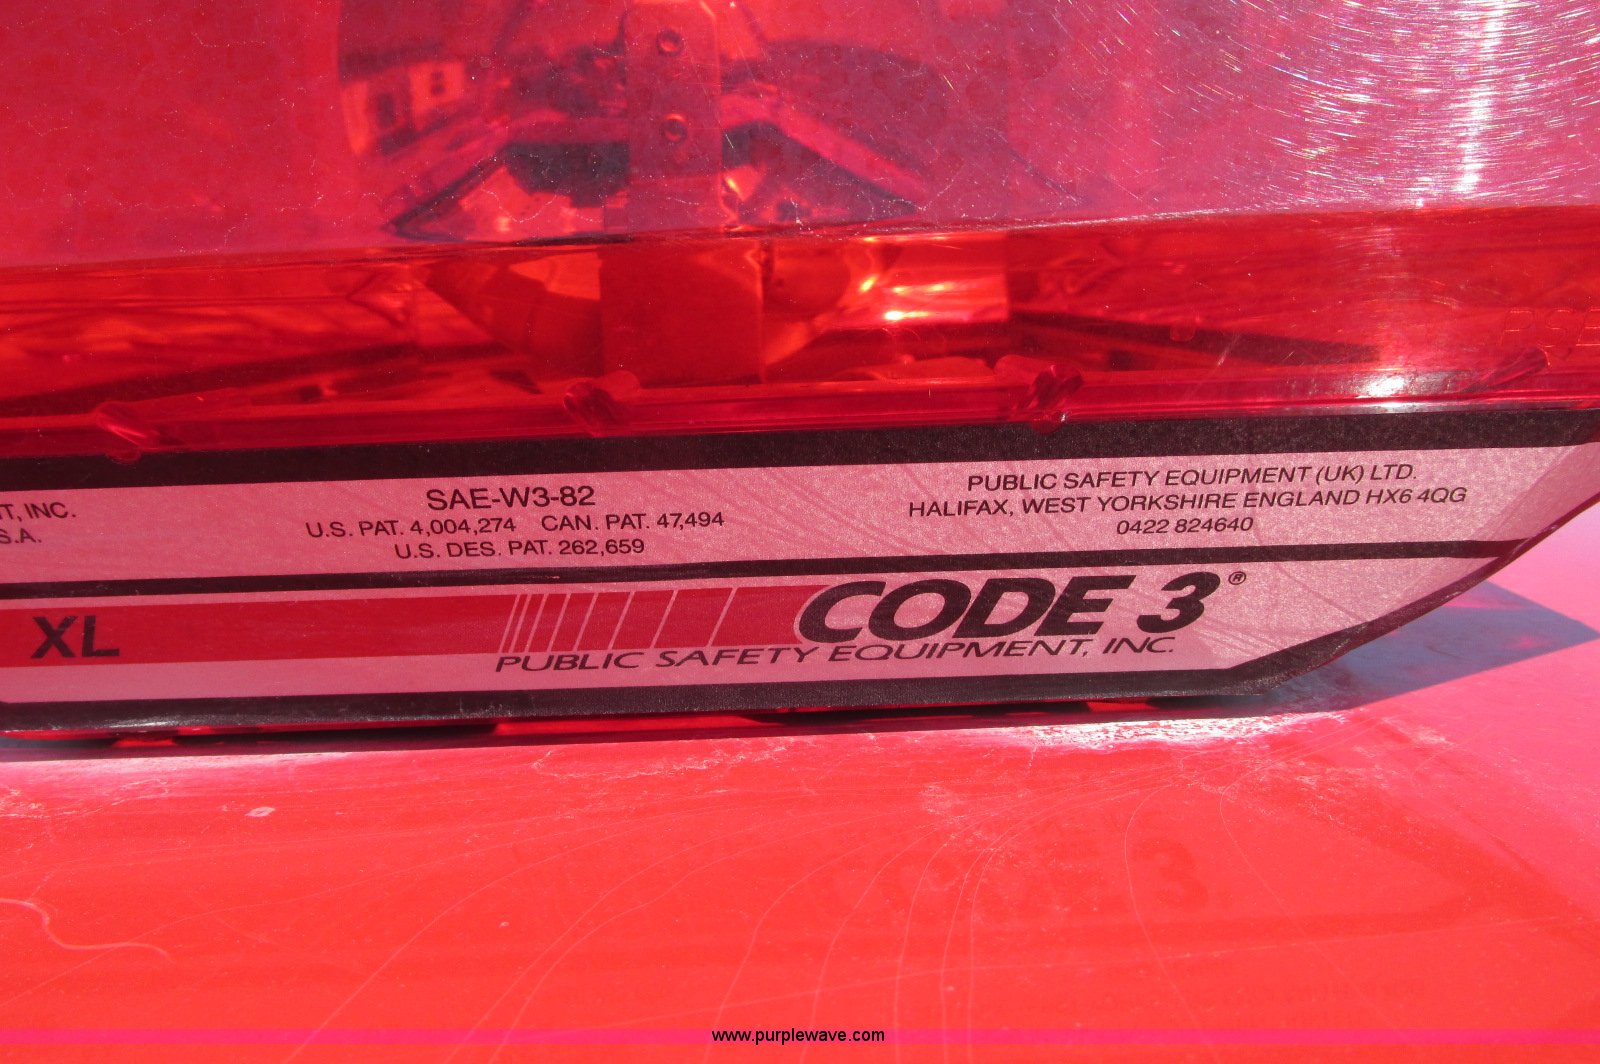 T, INC.
S.A.
SAE-W3-82
U.S. PAT. 4,004,274 CAN. PAT. 47,494
U.S. DES. PAT. 262,659
PUBLIC SAFETY EQUIPMENT (UK) LTD.
HALIFAX, WEST YORKSHIRE ENGLAND HX6 4QG
0422 824640
XL
CODE 3®
PUBLIC SAFETY EQUIPMENT, INC.
www.purplewave.com